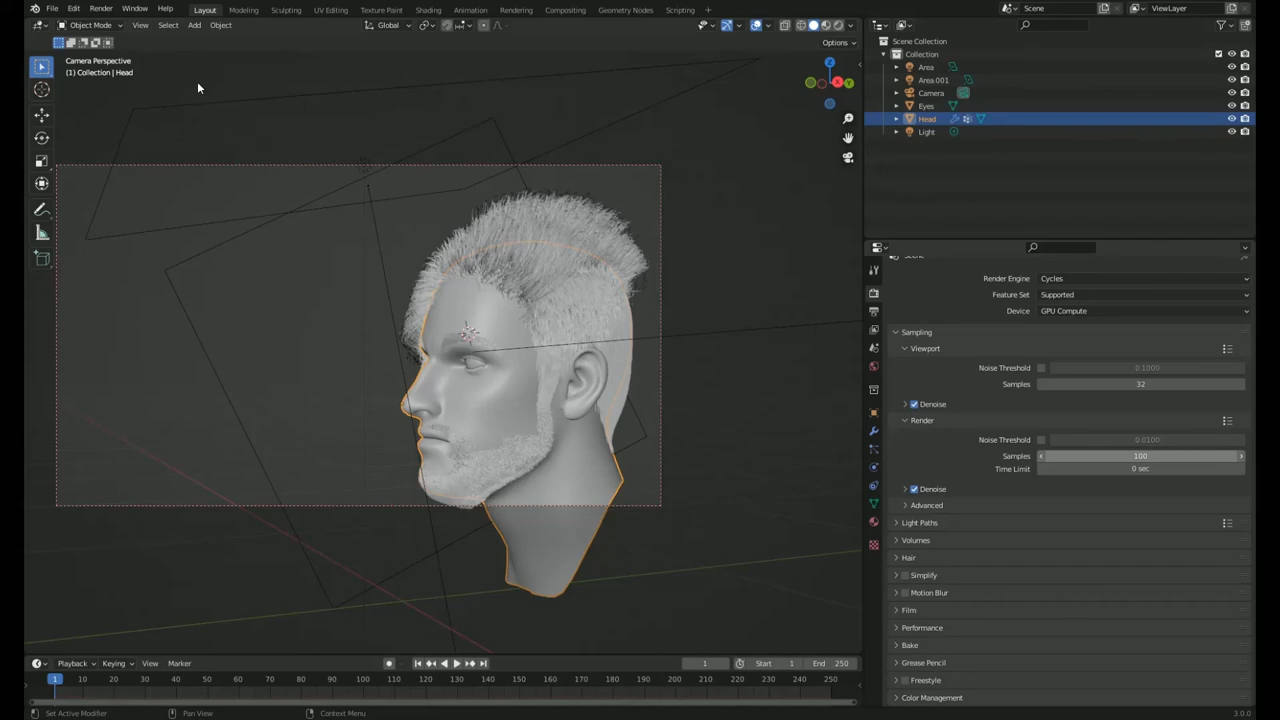 File Edit Render Window Help Layout Modeling Sculpting UV Editing Texture Paint Shading Animation Rendering Compositing Geometry Nodes Scripting Scene ViewLayer
Object Mode View Select Add Object Global
Options
Camera Perspective
(1) Collection | Head
Scene Collection
Collection
Area
Area.001
Camera
Eyes
Head
Light
Scene
Render Engine Cycles
Feature Set Supported
Device GPU Compute
Sampling
Viewport
Noise Threshold 0.1000
Samples 32
Denoise
Render
Noise Threshold 0.0100
Samples 100
Time Limit 0 sec
Denoise
Advanced
Light Paths
Volumes
Hair
Simplify
Motion Blur
Film
Performance
Bake
Grease Pencil
Freestyle
Color Management
Playback Keying View Marker 1 Start 1 End 250
1 10 20 30 40 50 60 70 80 90 100 110 120 130 140 150 160 170 180 190 200 210 220 230 240 250
Set Active Modifier Pan View Context Menu 3.0.0